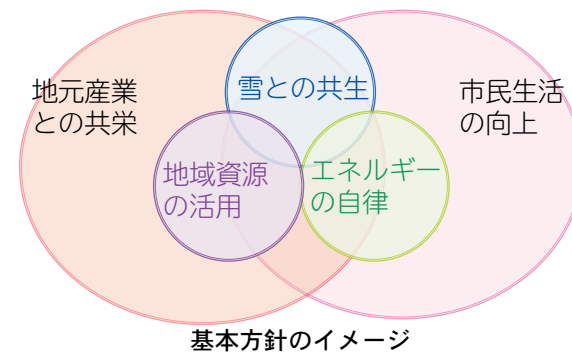 雪との共生
地元産業
との共栄
市民生活
の向上
地域資源
の活用
エネルギー
の自律
基本方針のイメージ